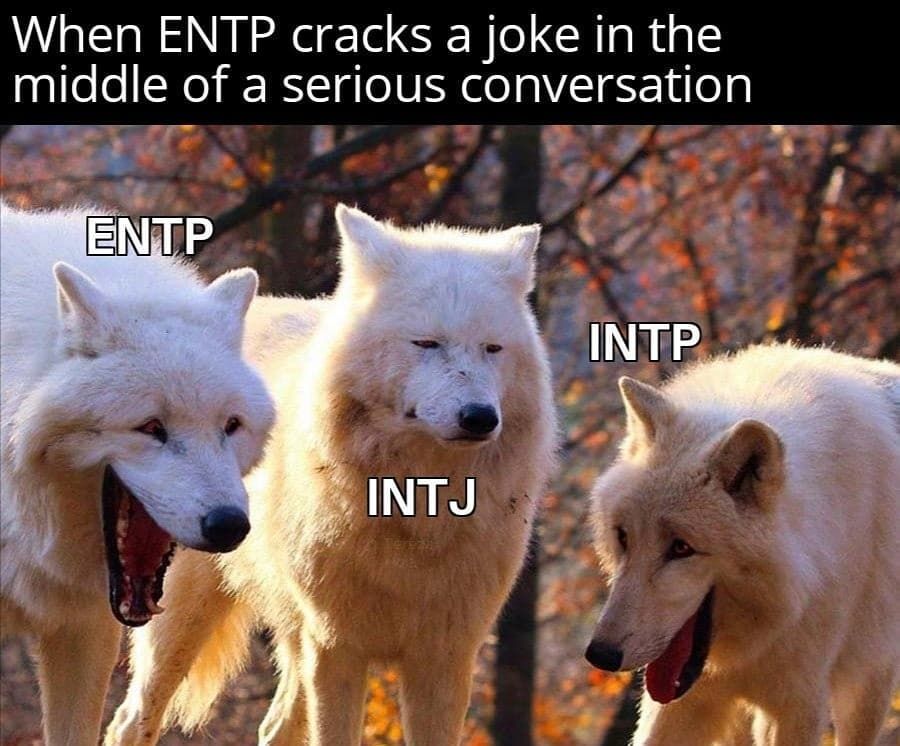 When ENTP cracks a joke in the
middle of a serious conversation
ENTP
INTP
INTJ